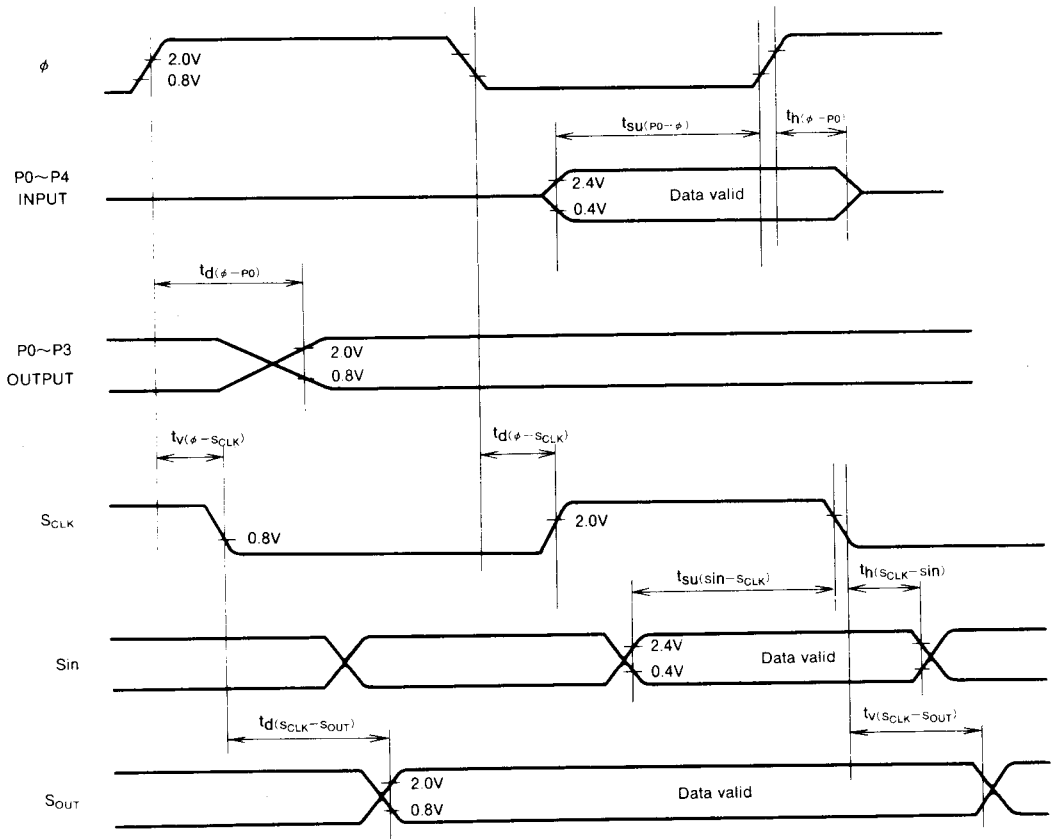 ϕ
2.0V
0.8V
tsu(P0−ϕ)
th(ϕ−P0)
P0~P4
INPUT
2.4V
0.4V
Data valid
td(ϕ−P0)
P0~P3
OUTPUT
2.0V
0.8V
tv(ϕ−SCLK)
td(ϕ−SCLK)
SCLK
0.8V
2.0V
tsu(sin−SCLK)
th(SCLK−sin)
Sin
2.4V
0.4V
Data valid
td(SCLK−SOUT)
tv(SCLK−SOUT)
SOUT
2.0V
0.8V
Data valid